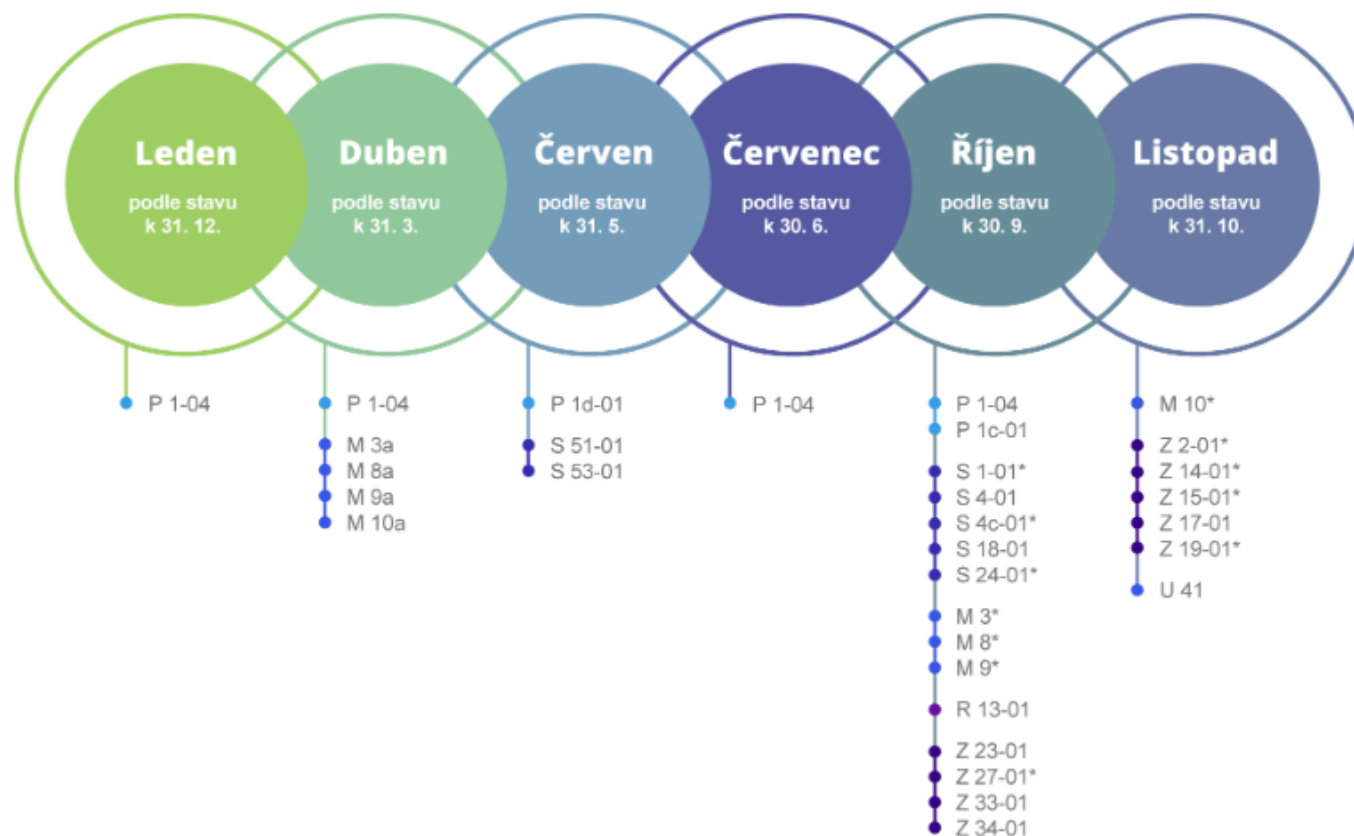 Leden
podle stavu
k 31. 12.
P 1-04
Duben
podle stavu
k 31. 3.
P 1-04
M 3a
M 8a
M 9a
M 10a
Červen
podle stavu
k 31. 5.
P 1d-01
S 51-01
S 53-01
Červenec
podle stavu
k 30. 6.
P 1-04
Říjen
podle stavu
k 30. 9.
P 1-04
P 1c-01
S 1-01*
S 4-01
S 4c-01*
S 18-01
S 24-01*
M 3*
M 8*
M 9*
R 13-01
Z 23-01
Z 27-01*
Z 33-01
Z 34-01
Listopad
podle stavu
k 31. 10.
M 10*
Z 2-01*
Z 14-01*
Z 15-01*
Z 17-01
Z 19-01*
U 41